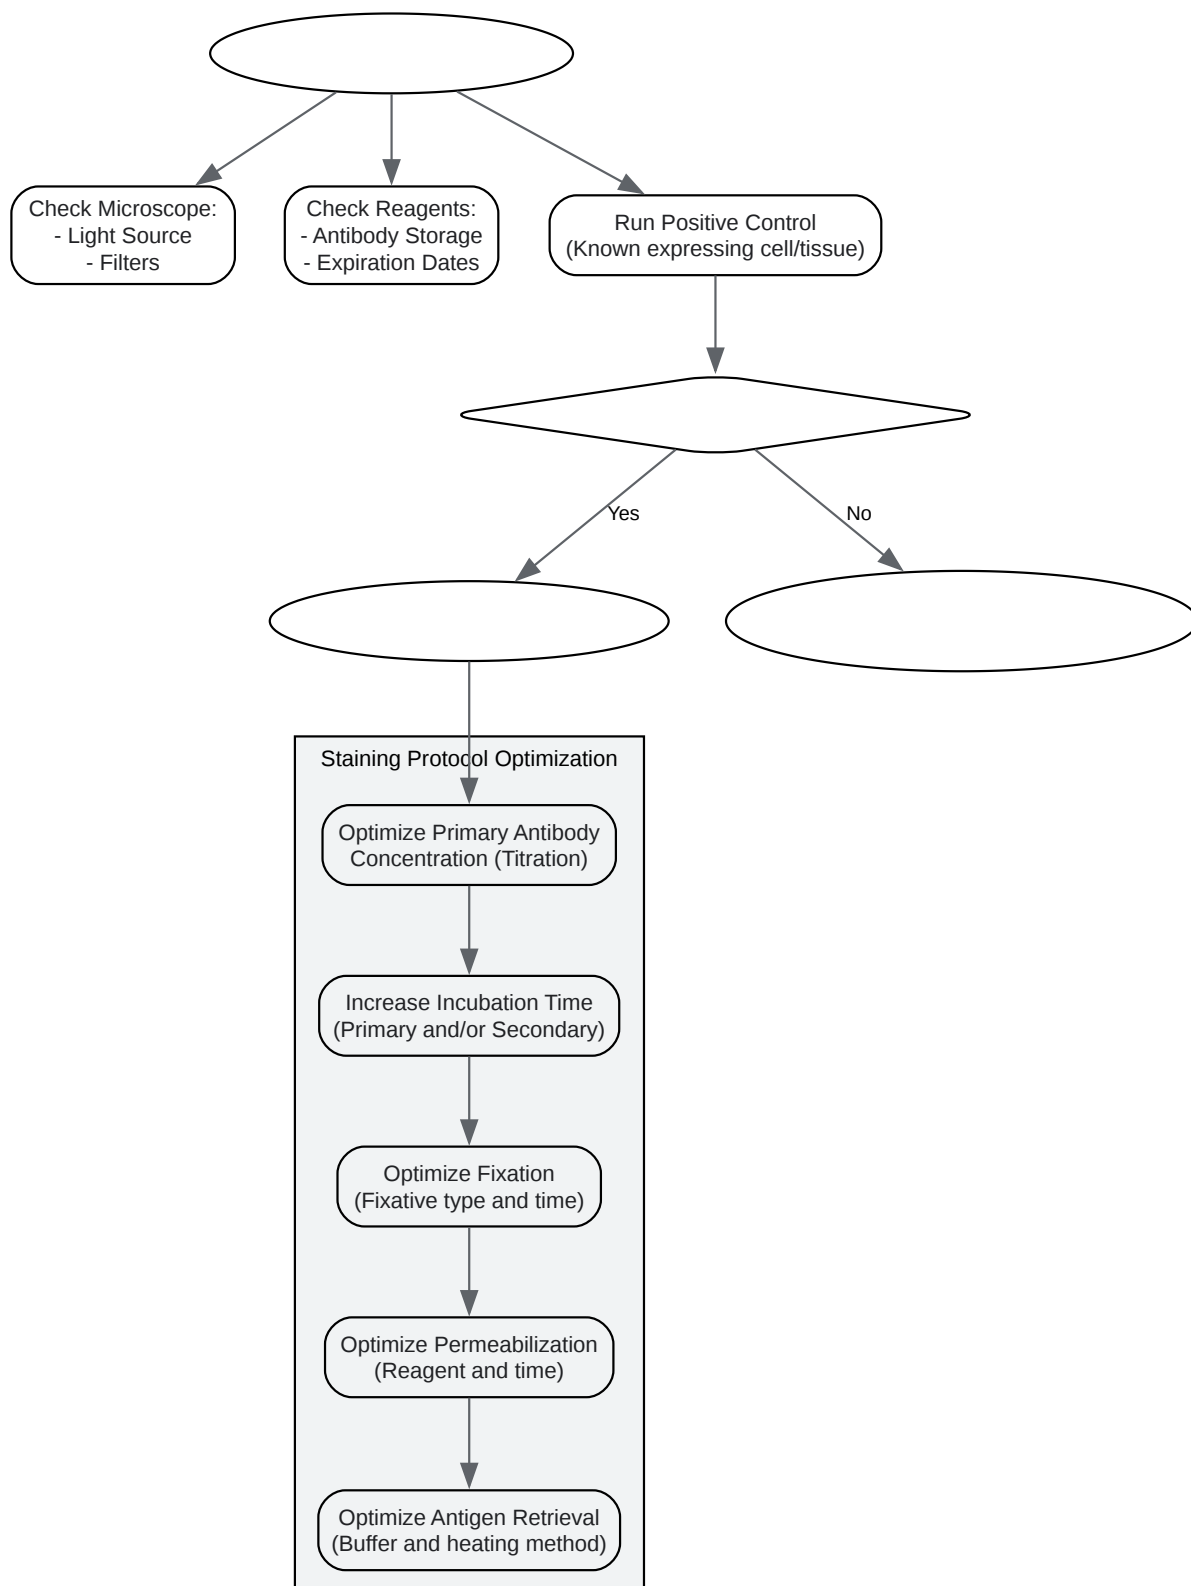 Check Microscope:
- Light Source
- Filters
Check Reagents:
- Antibody Storage
- Expiration Dates
Run Positive Control
(Known expressing cell/tissue)
Yes
No
Staining Protocol Optimization
Optimize Primary Antibody
Concentration (Titration)
Increase Incubation Time
(Primary and/or Secondary)
Optimize Fixation
(Fixative type and time)
Optimize Permeabilization
(Reagent and time)
Optimize Antigen Retrieval
(Buffer and heating method)